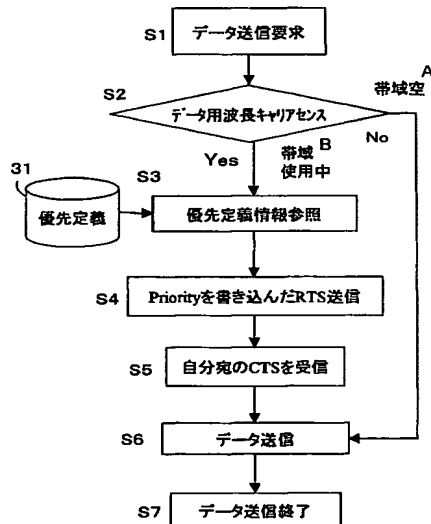 S1
データ送信要求
A
帯域空
S2
データ用波長キャリアセンス
No
Yes
B
帯域
使用中
31
優先定義
S3
優先定義情報参照
S4
Priorityを書き込んだRTS送信
S5
自分宛のCTSを受信
S6
データ送信
S7
データ送信終了